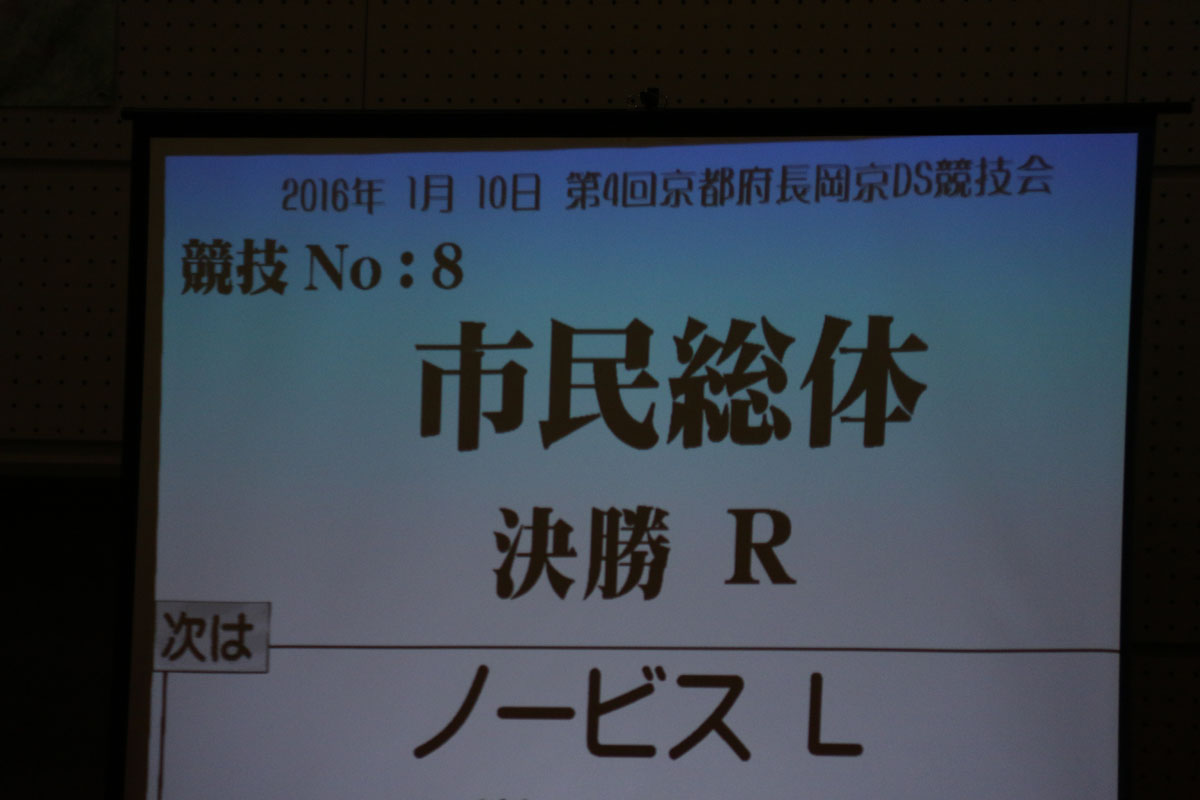 2016年 1月 10日 第4回京都府長岡京DS競技会
競技 No：8
市民総体
決勝 R
次は
ノービス L